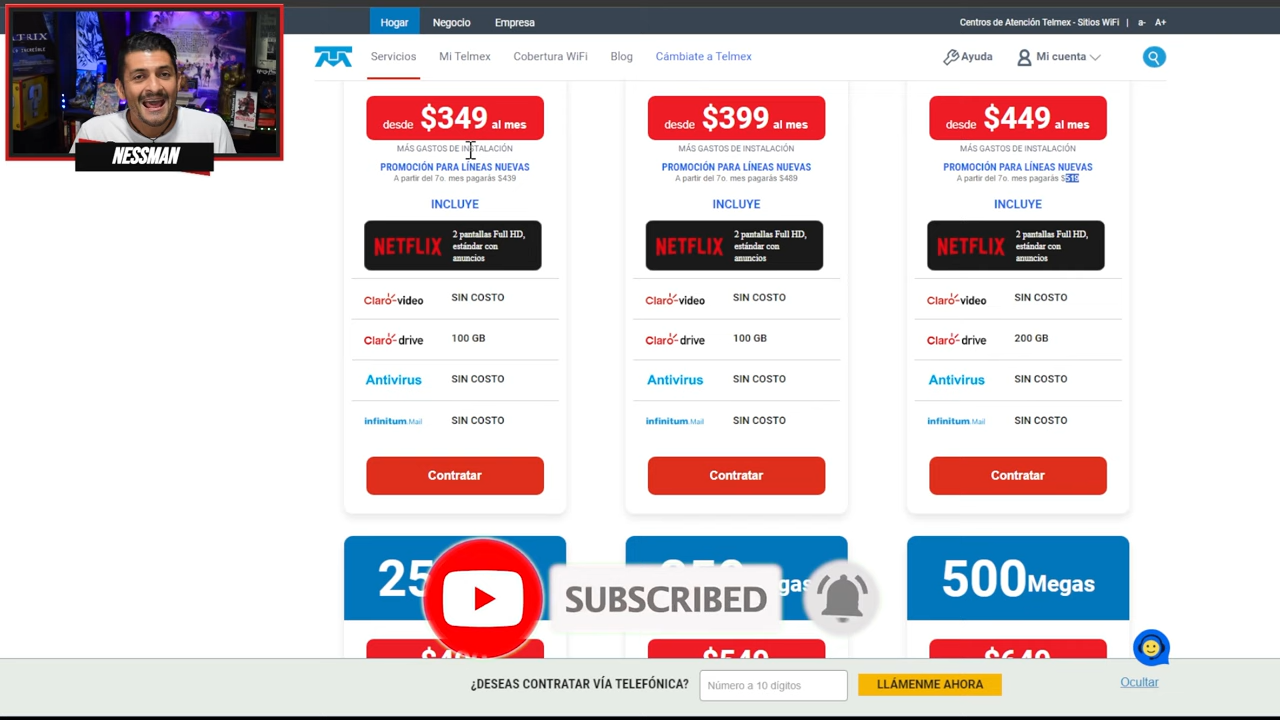 Hogar Negocio Empresa
Centros de Atención Telmex - Sitios WiFi | a- A+
Servicios Mi Telmex Cobertura WiFi Blog Cámbiate a Telmex Ayuda Mi cuenta
NESSMAN
desde $349 al mes
MÁS GASTOS DE INSTALACIÓN
PROMOCIÓN PARA LÍNEAS NUEVAS
A partir del 7o. mes pagarás $439
INCLUYE
NETFLIX
2 pantallas Full HD,
estándar con
anuncios
Claro video SIN COSTO
Claro drive 100 GB
Antivirus SIN COSTO
infinitum.Mail SIN COSTO
Contratar
desde $399 al mes
MÁS GASTOS DE INSTALACIÓN
PROMOCIÓN PARA LÍNEAS NUEVAS
A partir del 7o. mes pagarás $489
INCLUYE
NETFLIX
2 pantallas Full HD,
estándar con
anuncios
Claro video SIN COSTO
Claro drive 100 GB
Antivirus SIN COSTO
infinitum.Mail SIN COSTO
Contratar
desde $449 al mes
MÁS GASTOS DE INSTALACIÓN
PROMOCIÓN PARA LÍNEAS NUEVAS
A partir del 7o. mes pagarás $519
INCLUYE
NETFLIX
2 pantallas Full HD,
estándar con
anuncios
Claro video SIN COSTO
Claro drive 200 GB
Antivirus SIN COSTO
infinitum.Mail SIN COSTO
Contratar
500 Megas
SUBSCRIBED
$549
$649
¿DESEAS CONTRATAR VÍA TELEFÓNICA? Número a 10 dígitos LLÁMENME AHORA
Ocultar